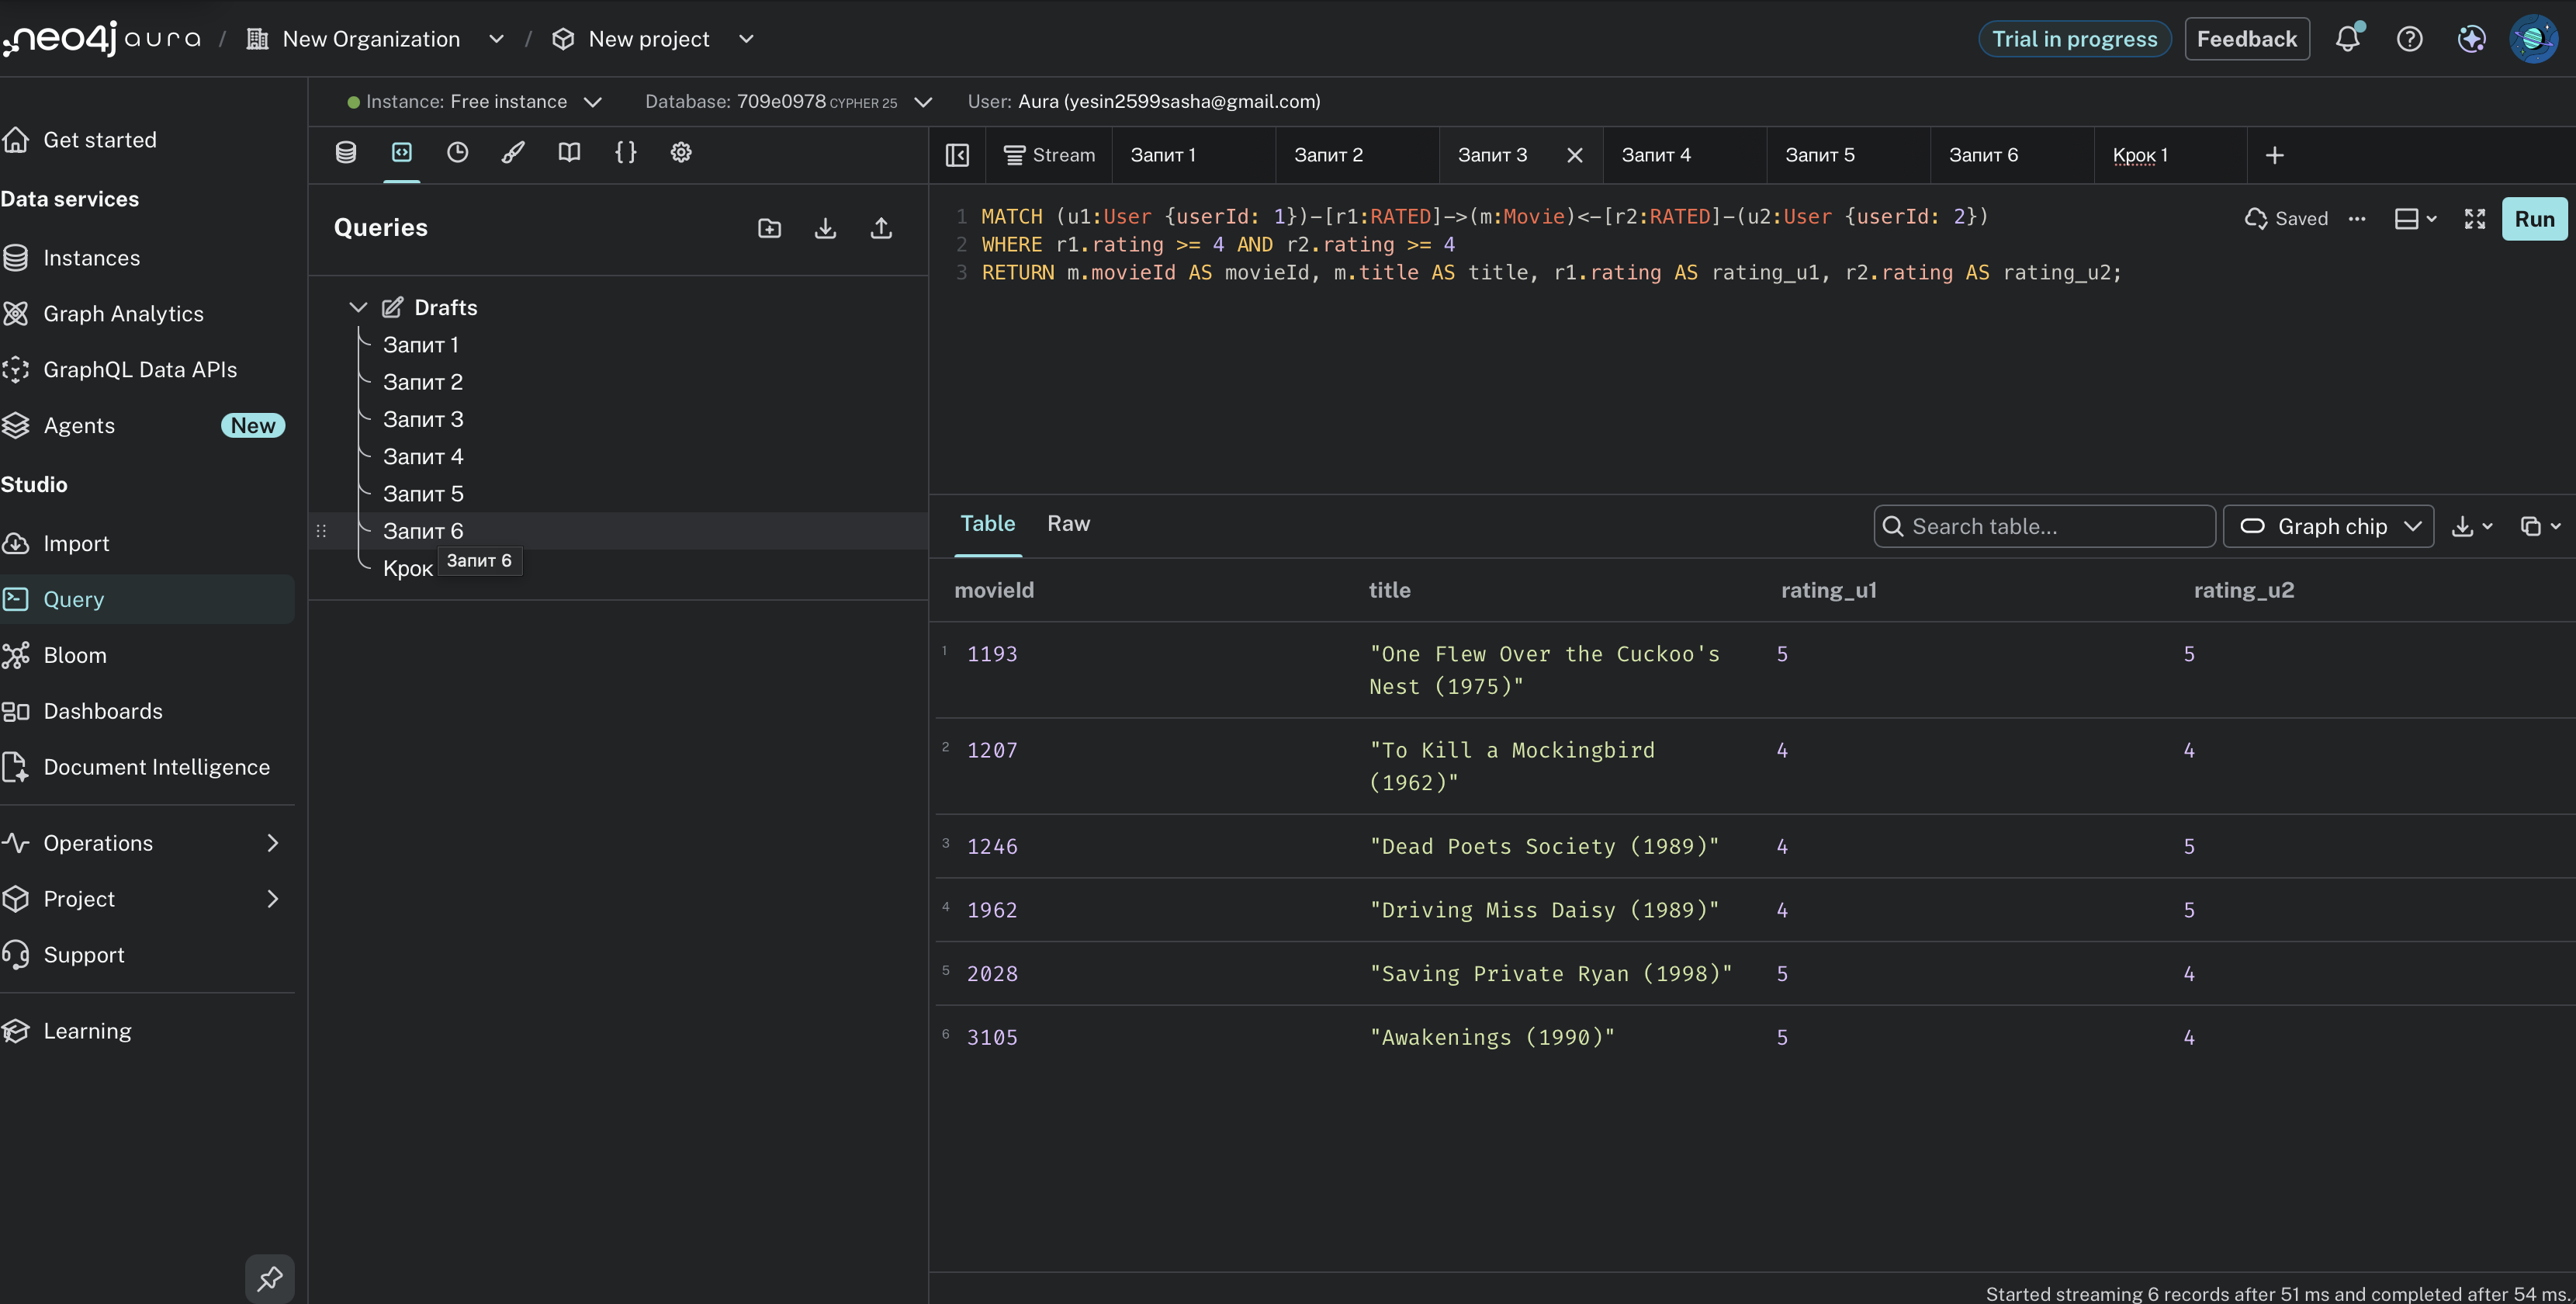 neo4j aura / New Organization / New project Trial in progress Feedback
Instance: Free instance Database: 709e0978 CYPHER 25 User: Aura (yesin2599sasha@gmail.com)
Get started
Data services
Instances
Graph Analytics
GraphQL Data APIs
Agents New
Studio
Import
Query
Bloom
Dashboards
Document Intelligence
Operations
Project
Support
Learning
Queries
Drafts
Запит 1
Запит 2
Запит 3
Запит 4
Запит 5
Запит 6
Крок
Запит 6
Stream Запит 1 Запит 2 Запит 3 Запит 4 Запит 5 Запит 6 Крок 1
1 MATCH (u1:User {userId: 1})-[r1:RATED]->(m:Movie)<-[r2:RATED]-(u2:User {userId: 2})
2 WHERE r1.rating >= 4 AND r2.rating >= 4
3 RETURN m.movieId AS movieId, m.title AS title, r1.rating AS rating_u1, r2.rating AS rating_u2;
Saved Run
Table Raw Search table... Graph chip
movieId title rating_u1 rating_u2
1 1193 "One Flew Over the Cuckoo's 5 5
Nest (1975)"
2 1207 "To Kill a Mockingbird 4 4
(1962)"
3 1246 "Dead Poets Society (1989)" 4 5
4 1962 "Driving Miss Daisy (1989)" 4 5
5 2028 "Saving Private Ryan (1998)" 5 4
6 3105 "Awakenings (1990)" 5 4
Started streaming 6 records after 51 ms and completed after 54 ms.